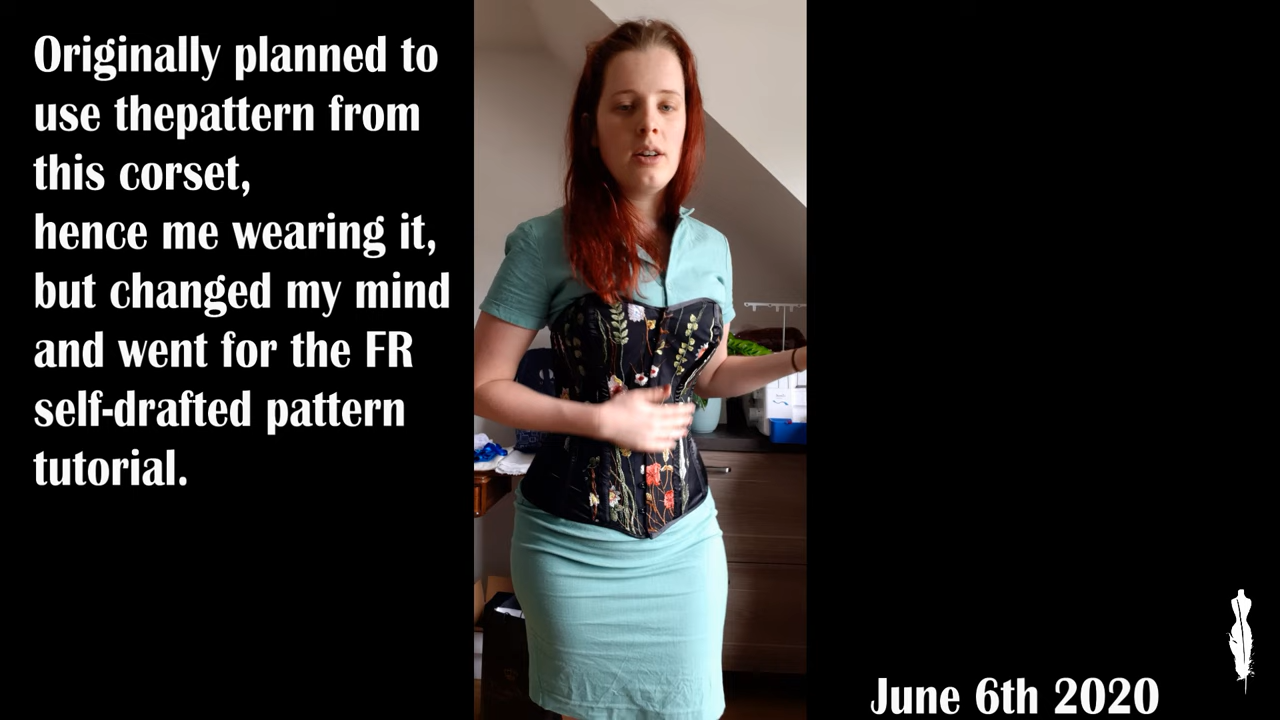 Originally planned to
use thepattern from
this corset,
hence me wearing it,
but changed my mind
and went for the FR
self-drafted pattern
tutorial.
June 6th 2020